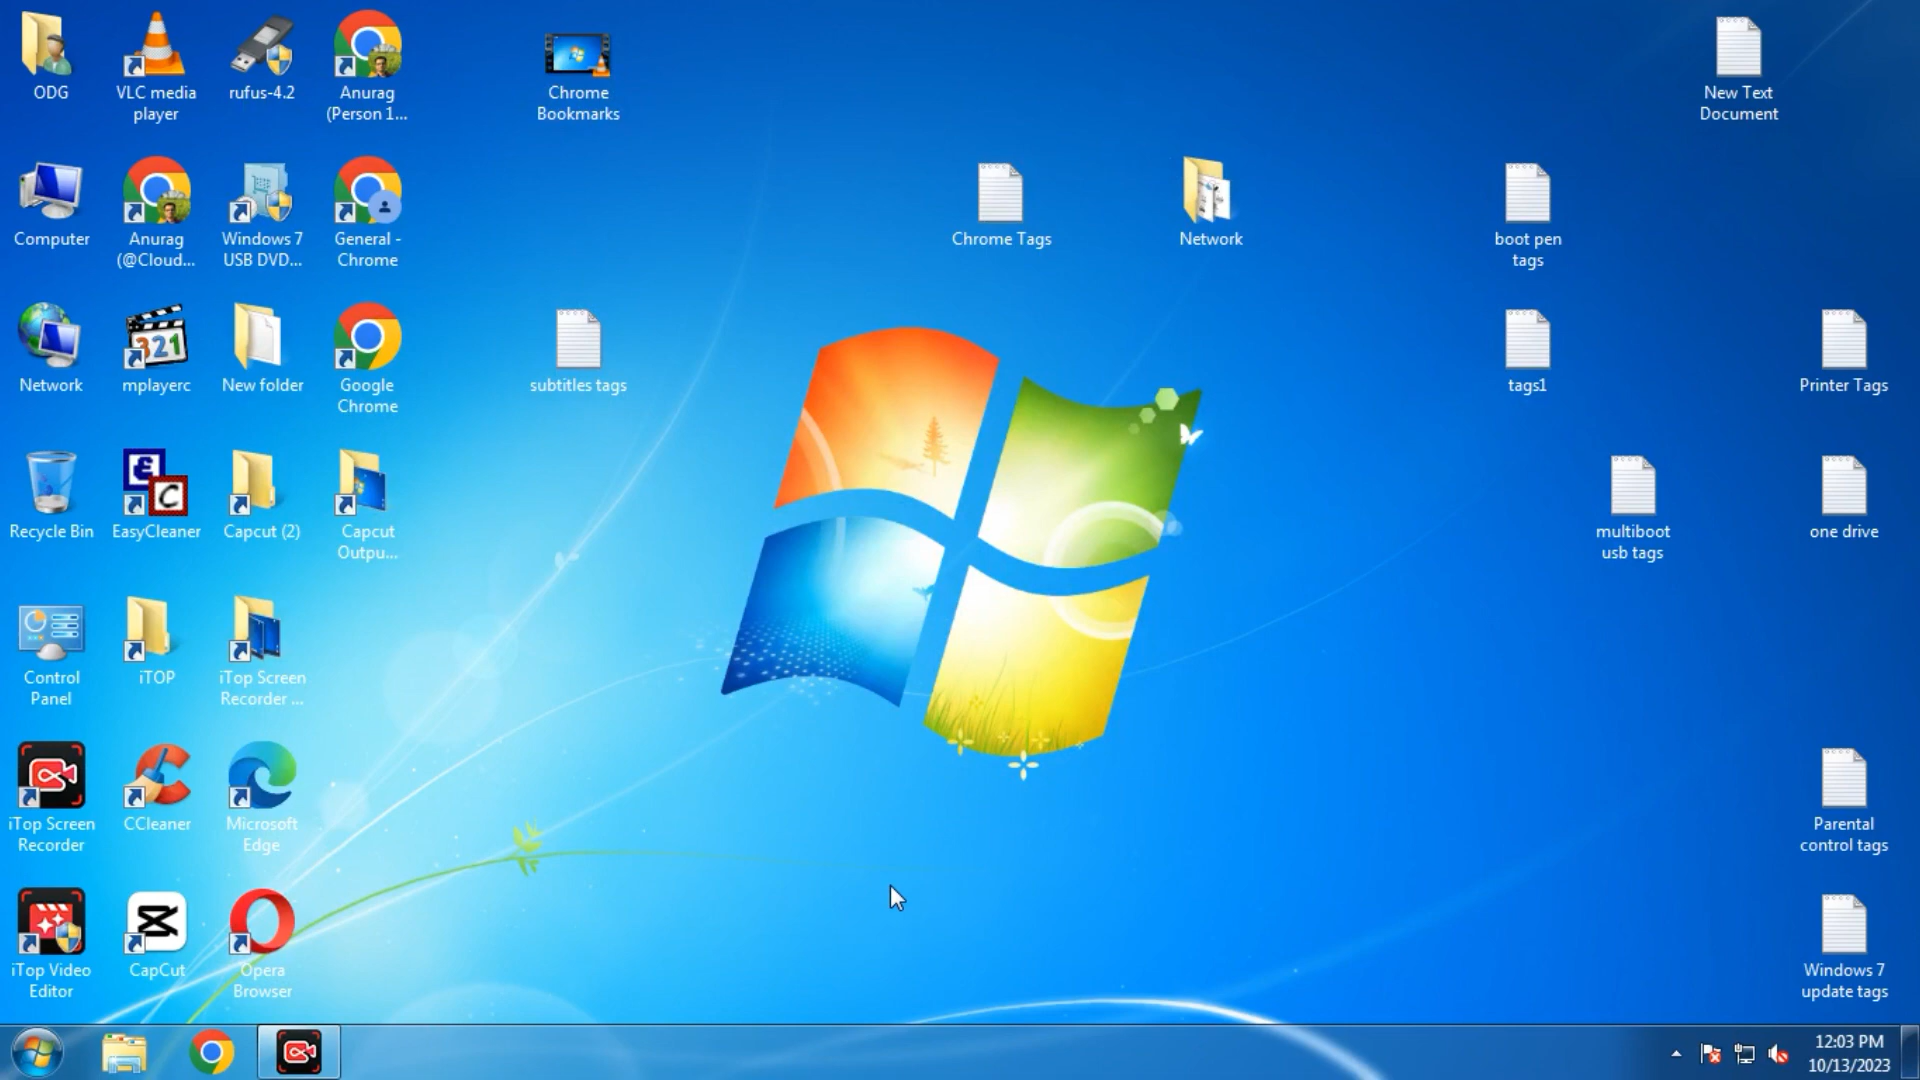 ODG
VLC media
player
rufus-4.2
Anurag
(Person 1...
Chrome
Bookmarks
New Text
Document
Computer
Anurag
(@Cloud...
Windows 7
USB DVD...
General -
Chrome
Chrome Tags
Network
boot pen
tags
Network
321
mplayerc
New folder
Google
Chrome
subtitles tags
tags1
Printer Tags
Recycle Bin
E
C
EasyCleaner
Capcut (2)
Capcut
Outpu...
multiboot
usb tags
one drive
Control
Panel
iTOP
iTop Screen
Recorder ...
iTop Screen
Recorder
CCleaner
Microsoft
Edge
Parental
control tags
iTop Video
Editor
CapCut
Opera
Browser
Windows 7
update tags
12:03 PM
10/13/2023